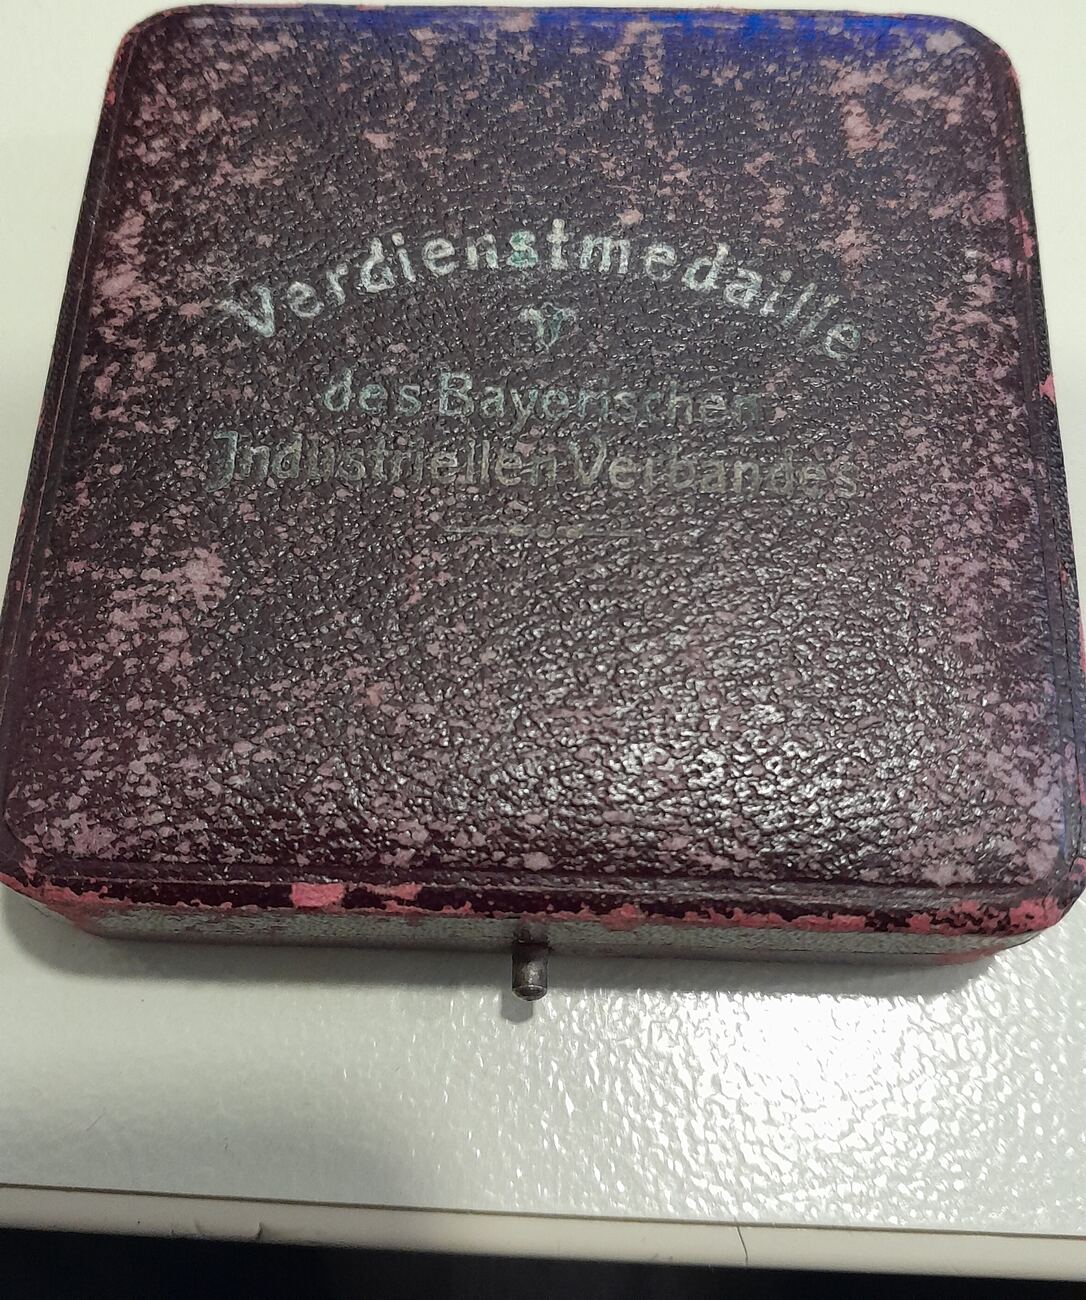 Verdienstmedaille
des Bayerischen
Industriellen Verbandes